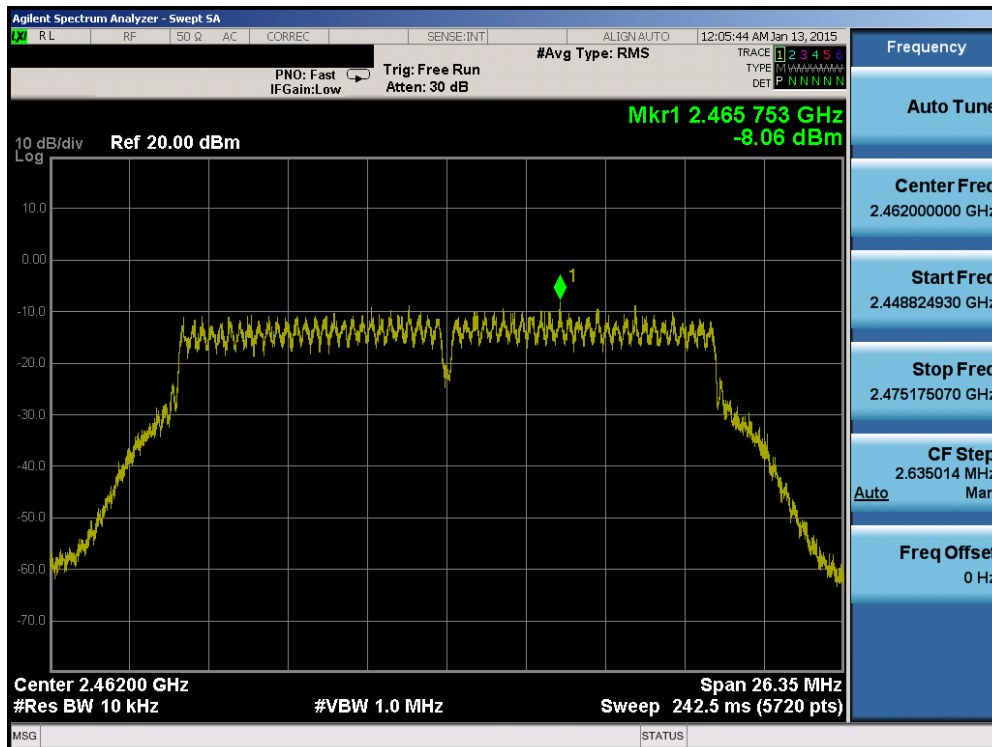 Agilent Spectrum Analyzer - Swept SA
LXI RL RF 50 Ω AC CORREC SENSE:INT ALIGN AUTO 12:05:44 AM Jan 13, 2015
#Avg Type: RMS
TRACE 1 2 3 4 5 6
PNO: Fast Trig: Free Run TYPE M WWWWW
IFGain:Low Atten: 30 dB DET P N N N N N
Mkr1 2.465 753 GHz
-8.06 dBm
10 dB/div Ref 20.00 dBm
Log
10.0
0.00
-10.0
-20.0
-30.0
-40.0
-50.0
-60.0
-70.0
1
Center 2.46200 GHz Span 26.35 MHz
#Res BW 10 kHz #VBW 1.0 MHz Sweep 242.5 ms (5720 pts)
MSG STATUS
Frequency
Auto Tune
Center Freq
2.462000000 GHz
Start Freq
2.448824930 GHz
Stop Freq
2.475175070 GHz
CF Step
2.635014 MHz
Auto Man
Freq Offset
0 Hz